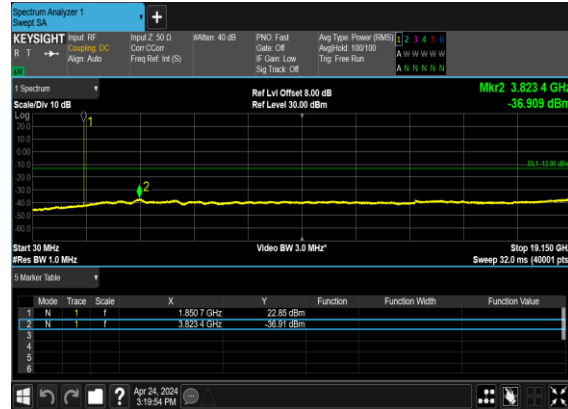 Spectrum Analyzer 1
Swept SA
+
KEYSIGHT Input: RF Input Z: 50 Ω #Atten: 40 dB PNO: Fast Avg Type: Power (RMS) 1 2 3 4 5 6
R T Coupling: DC Corr CCorr Gate: Off Avg|Hold: 100/100 A W W W W W
Align: Auto Freq Ref: Int (S) IF Gain: Low Trig: Free Run
LW Sig Track: Off A N N N N N
1 Spectrum Ref Lvl Offset 8.00 dB Mkr2 3.823 4 GHz
Scale/Div 10 dB Ref Level 30.00 dBm -36.909 dBm
Log
1
20.0
10.0
0.00
-10.0
DL1 -13.00 dBm
-20.0
-30.0
2
-40.0
-50.0
-60.0
Start 30 MHz Video BW 3.0 MHz* Stop 19.150 GHz
#Res BW 1.0 MHz Sweep 32.0 ms (40001 pts)
5 Marker Table
Mode Trace Scale X Y Function Function Width Function Value
1 N 1 f 1.850 7 GHz 22.85 dBm
2 N 1 f 3.823 4 GHz -36.91 dBm
3
4
5
6
? Apr 24, 2024
3:19:54 PM